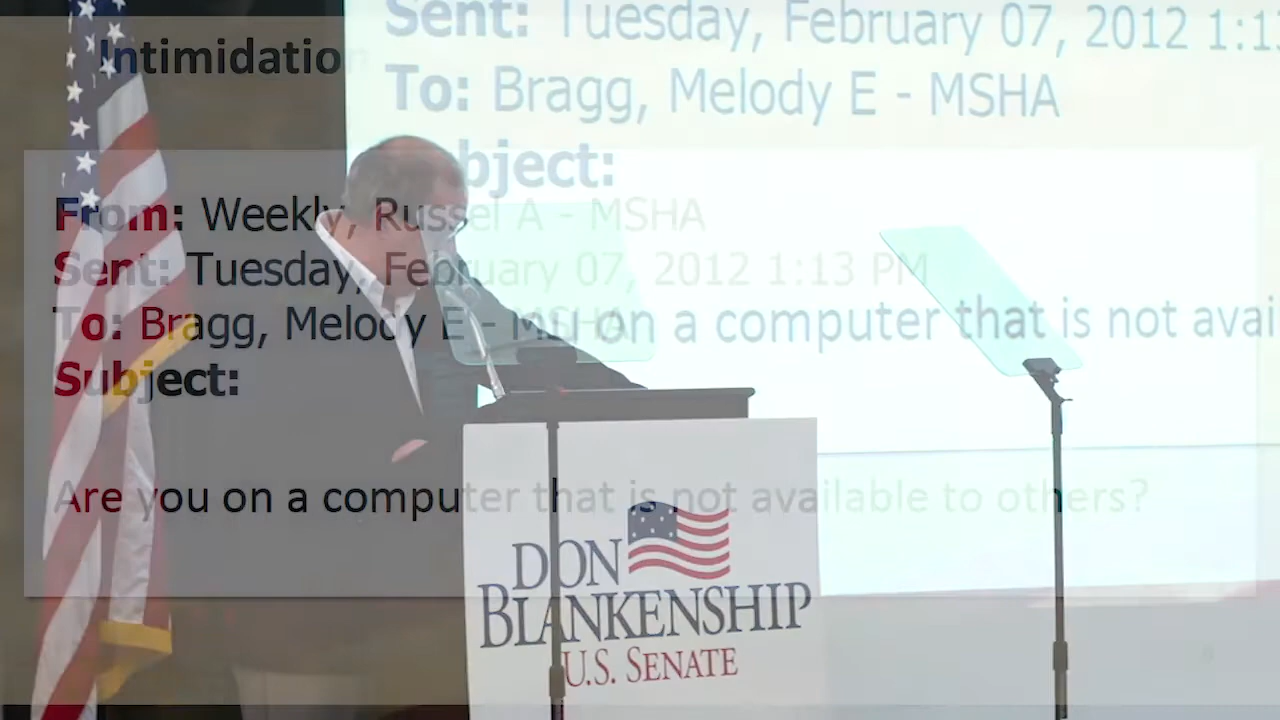 Intimidation
Sent: Tuesday, February 07, 2012 1:13
To: Bragg, Melody E - MSHA
Subject:
From: Weekly, Russel A - MSHA
Sent: Tuesday, February 07, 2012 1:13 PM
To: Bragg, Melody E - MSHA
Subject:
on a computer that is not avai
Are you on a computer that is not available to others?
DON
BLANKENSHIP
U.S. SENATE